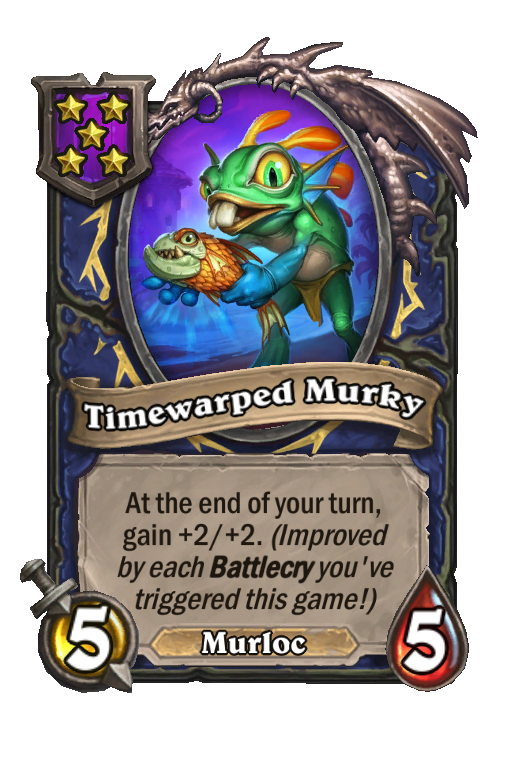 Timewarped Murky
At the end of your turn,
gain +2/+2. (Improved
by each Battlecry you've
triggered this game!)
5
Murloc
5